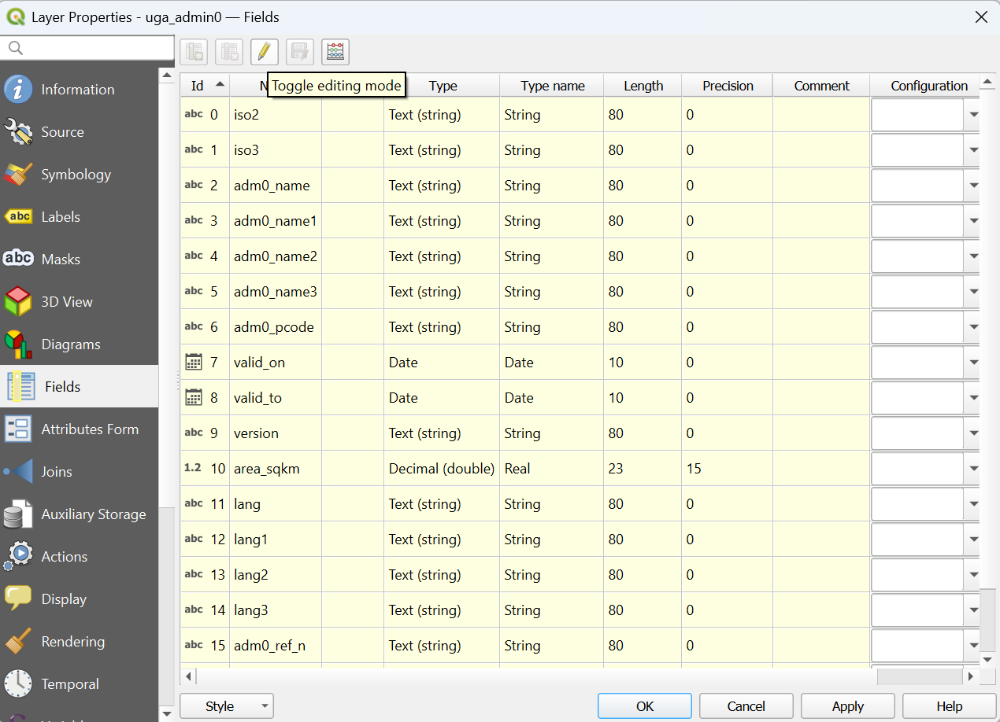 Layer Properties - uga_admin0 — Fields
Information
Source
Symbology
abc Labels
abc Masks
3D View
Diagrams
Fields
Attributes Form
Joins
Auxiliary Storage
Actions
Display
Rendering
Temporal
Toggle editing mode
Id N Type Type name Length Precision Comment Configuration
abc 0 iso2 Text (string) String 80 0
abc 1 iso3 Text (string) String 80 0
abc 2 adm0_name Text (string) String 80 0
abc 3 adm0_name1 Text (string) String 80 0
abc 4 adm0_name2 Text (string) String 80 0
abc 5 adm0_name3 Text (string) String 80 0
abc 6 adm0_pcode Text (string) String 80 0
7 valid_on Date Date 10 0
8 valid_to Date Date 10 0
abc 9 version Text (string) String 80 0
1.2 10 area_sqkm Decimal (double) Real 23 15
abc 11 lang Text (string) String 80 0
abc 12 lang1 Text (string) String 80 0
abc 13 lang2 Text (string) String 80 0
abc 14 lang3 Text (string) String 80 0
abc 15 adm0_ref_n Text (string) String 80 0
Style OK Cancel Apply Help